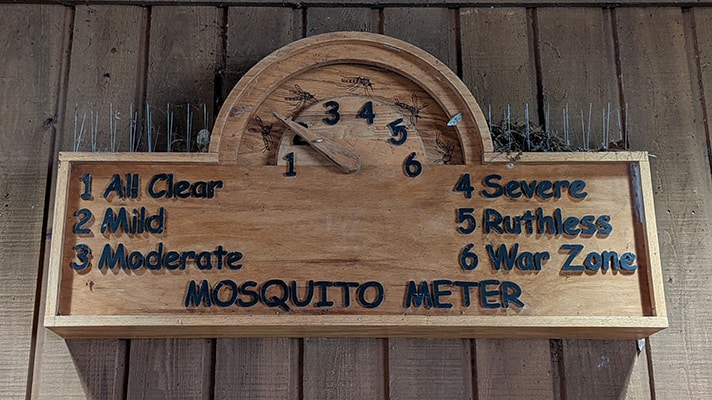 3 4
2 5
1 6
1 All Clear
2 Mild
3 Moderate
4 Severe
5 Ruthless
6 War Zone
MOSQUITO METER